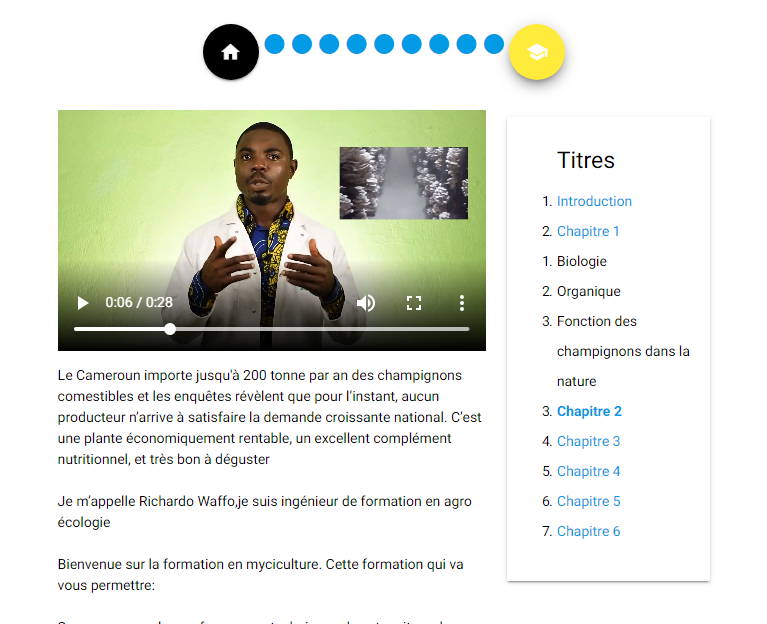 0:06 / 0:28
Le Cameroun importe jusqu'à 200 tonne par an des champignons
comestibles et les enquêtes révèlent que pour l'instant, aucun
producteur n'arrive à satisfaire la demande croissante national. C'est
une plante économiquement rentable, un excellent complément
nutritionnel, et très bon à déguster
Je m'appelle Richardo Waffo,je suis ingénieur de formation en agro
écologie
Bienvenue sur la formation en myciculture. Cette formation qui va
vous permettre:
Titres
1. Introduction
2. Chapitre 1
1. Biologie
2. Organique
3. Fonction des
champignons dans la
nature
3. Chapitre 2
4. Chapitre 3
5. Chapitre 4
6. Chapitre 5
7. Chapitre 6